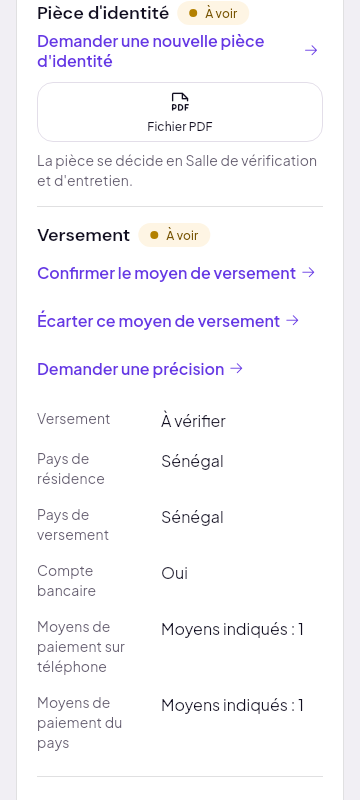 Pièce d'identité
À voir
Demander une nouvelle pièce
d'identité
PDF
Fichier PDF
La pièce se décide en Salle de vérification
et d'entretien.
Versement
À voir
Confirmer le moyen de versement
Écarter ce moyen de versement
Demander une précision
Versement
À vérifier
Pays de
résidence
Sénégal
Pays de
versement
Sénégal
Compte
bancaire
Oui
Moyens de
paiement sur
téléphone
Moyens indiqués : 1
Moyens de
paiement du
pays
Moyens indiqués : 1